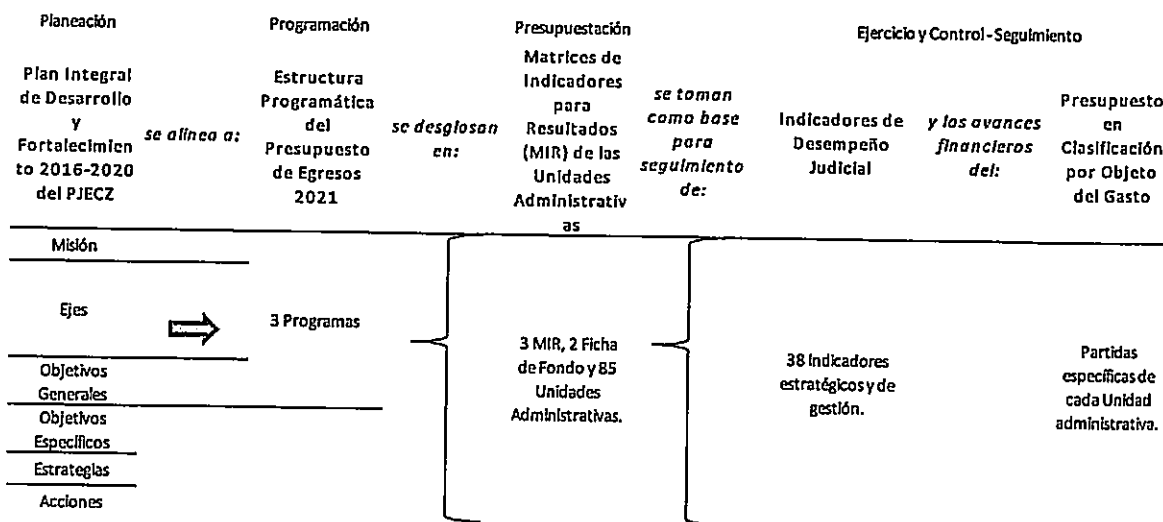 Planeación
Programación
Presupuestación
Ejercicio y Control - Seguimiento
Plan Integral
de Desarrollo
y
Fortalecimien
to 2016-2020
del PJECZ
se alinea a:
Estructura
Programática
del
Presupuesto
de Egresos
2021
se desglosan
en:
Matrices de
Indicadores
para
Resultados
(MIR) de las
Unidades
Administrativ
as
se toman
como base
para
seguimiento
de:
Indicadores de
Desempeño
Judicial
y los avances
financieros
del:
Presupuesto
en
Clasificación
por Objeto
del Gasto
Misión
Ejes
Objetivos
Generales
Objetivos
Específicos
Estrategias
Acciones
3 Programas
3 MIR, 2 Ficha
de Fondo y 85
Unidades
Administrativas.
38 Indicadores
estratégicos y de
gestión.
Partidas
específicas de
cada Unidad
administrativa.